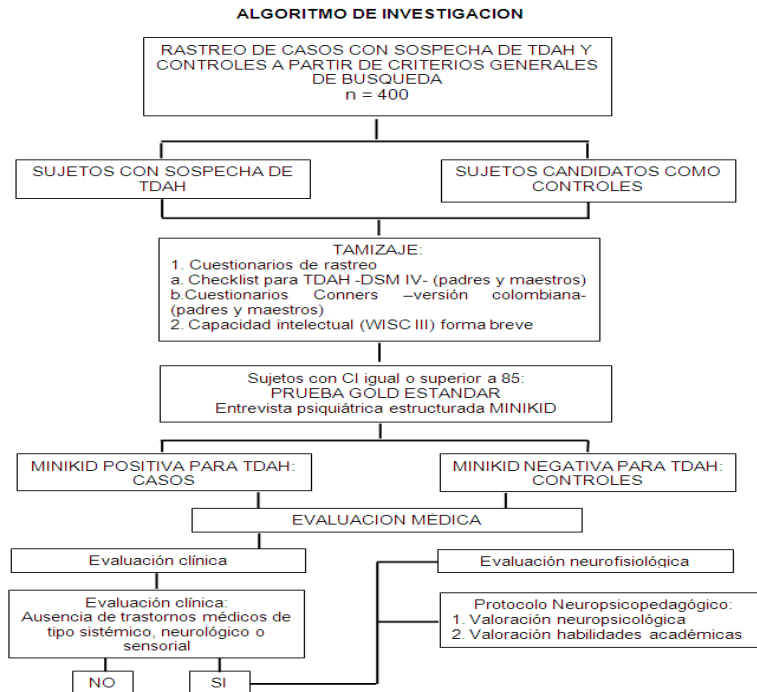 ALGORITMO DE INVESTIGACION
RASTREO DE CASOS CON SOSPECHA DE TDAH Y
CONTROLES A PARTIR DE CRITERIOS GENERALES
DE BUSQUEDA
n = 400
SUJETOS CON SOSPECHA DE
TDAH
SUJETOS CANDIDATOS COMO
CONTROLES
TAMIZAJE:
1. Cuestionarios de rastreo
a. Checklist para TDAH -DSM IV- (padres y maestros)
b.Cuestionarios Conners –versión colombiana-
(padres y maestros)
2. Capacidad intelectual (WISC III) forma breve
Sujetos con CI igual o superior a 85:
PRUEBA GOLD ESTANDAR
Entrevista psiquiátrica estructurada MINIKID
MINIKID POSITIVA PARA TDAH:
CASOS
MINIKID NEGATIVA PARA TDAH:
CONTROLES
EVALUACION MÉDICA
Evaluación clínica
Evaluación neurofisiológica
Evaluación clínica:
Ausencia de trastornos médicos de
tipo sistémico, neurológico o
sensorial
Protocolo Neuropsicopedagógico:
1. Valoración neuropsicológica
2. Valoración habilidades académicas
NO
SI